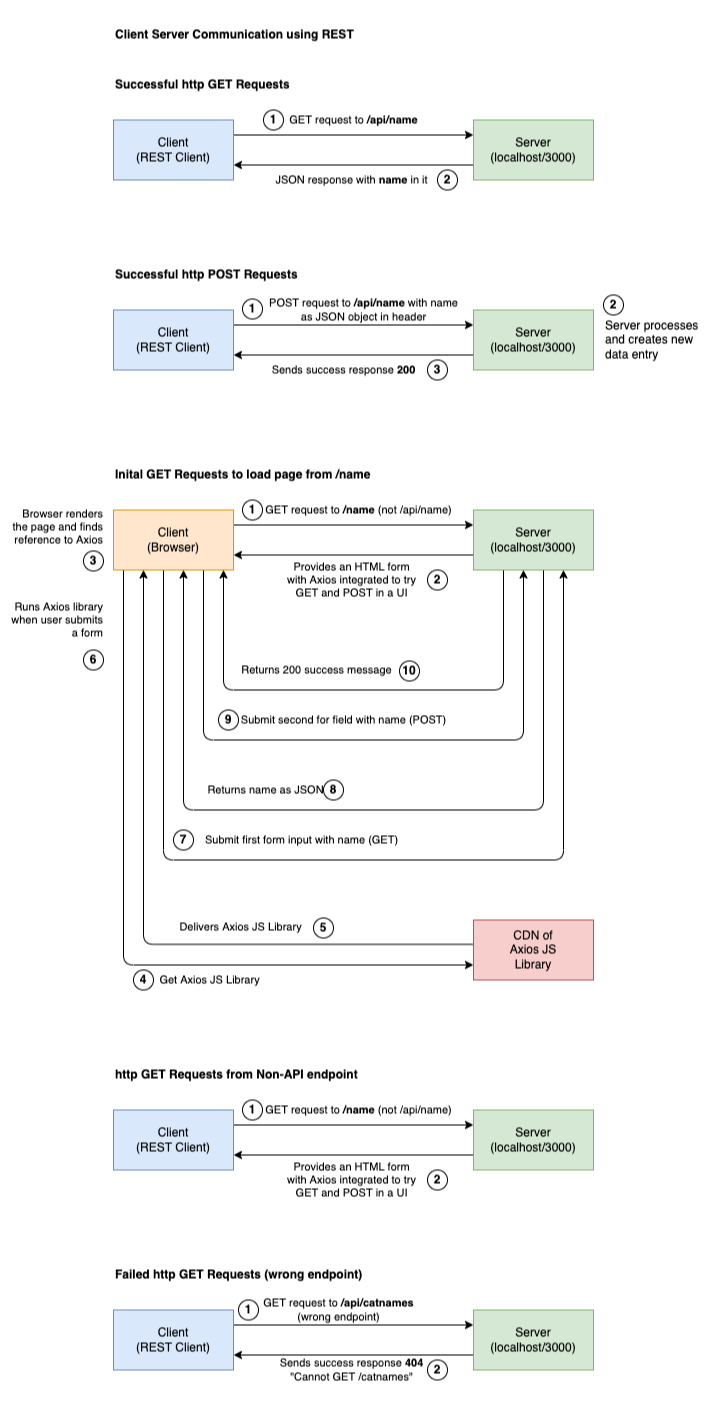 Client Server Communication using REST
Successful http GET Requests
1 GET request to /api/name
Client
(REST Client)
Server
(localhost/3000)
JSON response with name in it 2
Successful http POST Requests
1 POST request to /api/name with name
as JSON object in header
2
Server processes
and creates new
data entry
Client
(REST Client)
Server
(localhost/3000)
Sends success response 200 3
Inital GET Requests to load page from /name
Browser renders
the page and finds
reference to Axios
3
1 GET request to /name (not /api/name)
Client
(Browser)
Server
(localhost/3000)
Provides an HTML form
with Axios integrated to try 2
GET and POST in a UI
Runs Axios library
when user submits
a form
6
Returns 200 success message 10
9 Submit second for field with name (POST)
Returns name as JSON 8
7 Submit first form input with name (GET)
Delivers Axios JS Library 5
CDN of
Axios JS
Library
4 Get Axios JS Library
http GET Requests from Non-API endpoint
1 GET request to /name (not /api/name)
Client
(REST Client)
Server
(localhost/3000)
Provides an HTML form
with Axios integrated to try 2
GET and POST in a UI
Failed http GET Requests (wrong endpoint)
1 GET request to /api/catnames
(wrong endpoint)
Client
(REST Client)
Server
(localhost/3000)
Sends success response 404 2
"Cannot GET /catnames"